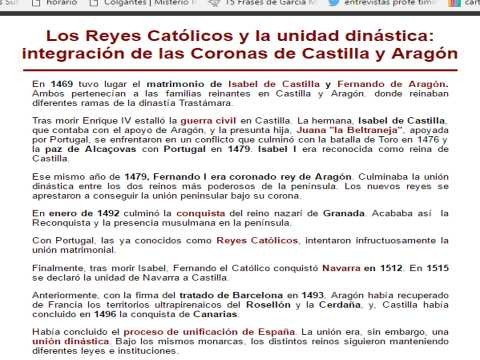 horario
Colgantes | Misterio
15 Frases de García M
entrevistas profe timi
cart
Los Reyes Católicos y la unidad dinástica:
integración de las Coronas de Castilla y Aragón
En 1469 tuvo lugar el matrimonio de Isabel de Castilla y Fernando de Aragón.
Ambos pertenecían a las familias reinantes en Castilla y Aragón, donde reinaban
diferentes ramas de la dinastía Trastámara.
Tras morir Enrique IV estalló la guerra civil en Castilla. La hermana, Isabel de Castilla,
que contaba con el apoyo de Aragón, y la presunta hija, Juana "la Beltraneja", apoyada
por Portugal, se enfrentaron en un conflicto que culminó con la batalla de Toro en 1476 y
la paz de Alcaçovas con Portugal en 1479. Isabel I era reconocida como reina de
Castilla.
Ese mismo año de 1479, Fernando I era coronado rey de Aragón. Culminaba la unión
dinástica entre los dos reinos más poderosos de la península. Los nuevos reyes se
aprestaron a conseguir la unión peninsular bajo su corona.
En enero de 1492 culminó la conquista del reino nazarí de Granada. Acababa así la
Reconquista y la presencia musulmana en la península.
Con Portugal, las ya conocidos como Reyes Católicos, intentaron infructuosamente la
unión matrimonial.
Finalmente, tras morir Isabel, Fernando el Católico conquistó Navarra en 1512. En 1515
se declaró la unidad de Navarra a Castilla.
Anteriormente, con la firma del tratado de Barcelona en 1493, Aragón había recuperado
de Francia los territorios ultrapirenaicos del Rosellón y la Cerdaña, y, Castilla había
concluido en 1496 la conquista de Canarias.
Había concluido el proceso de unificación de España. La unión era, sin embargo, una
unión dinástica. Bajo los mismos monarcas, los distintos reinos siguieron manteniendo
diferentes leyes e instituciones.